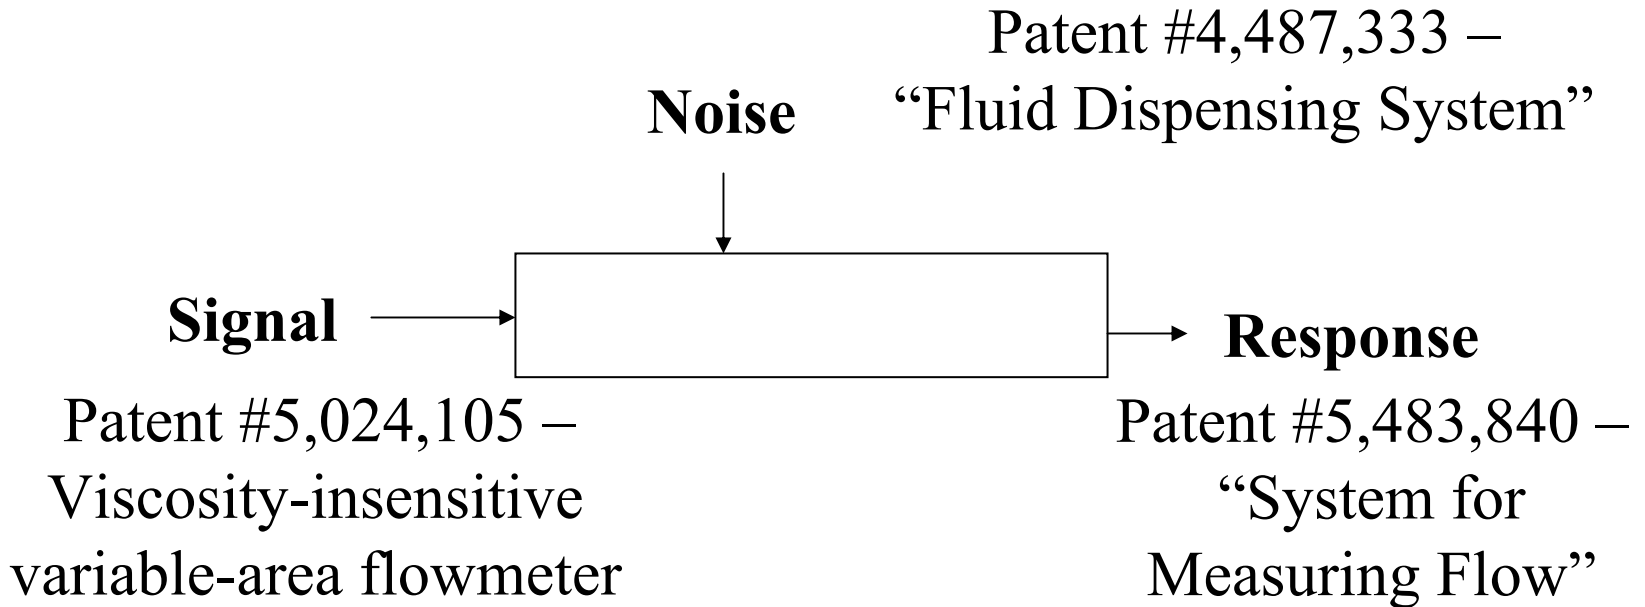 Patent #4,487,333 –
“Fluid Dispensing System”
Noise
Signal
Patent #5,024,105 –
Viscosity-insensitive
variable-area flowmeter
Response
Patent #5,483,840 –
“System for
Measuring Flow”